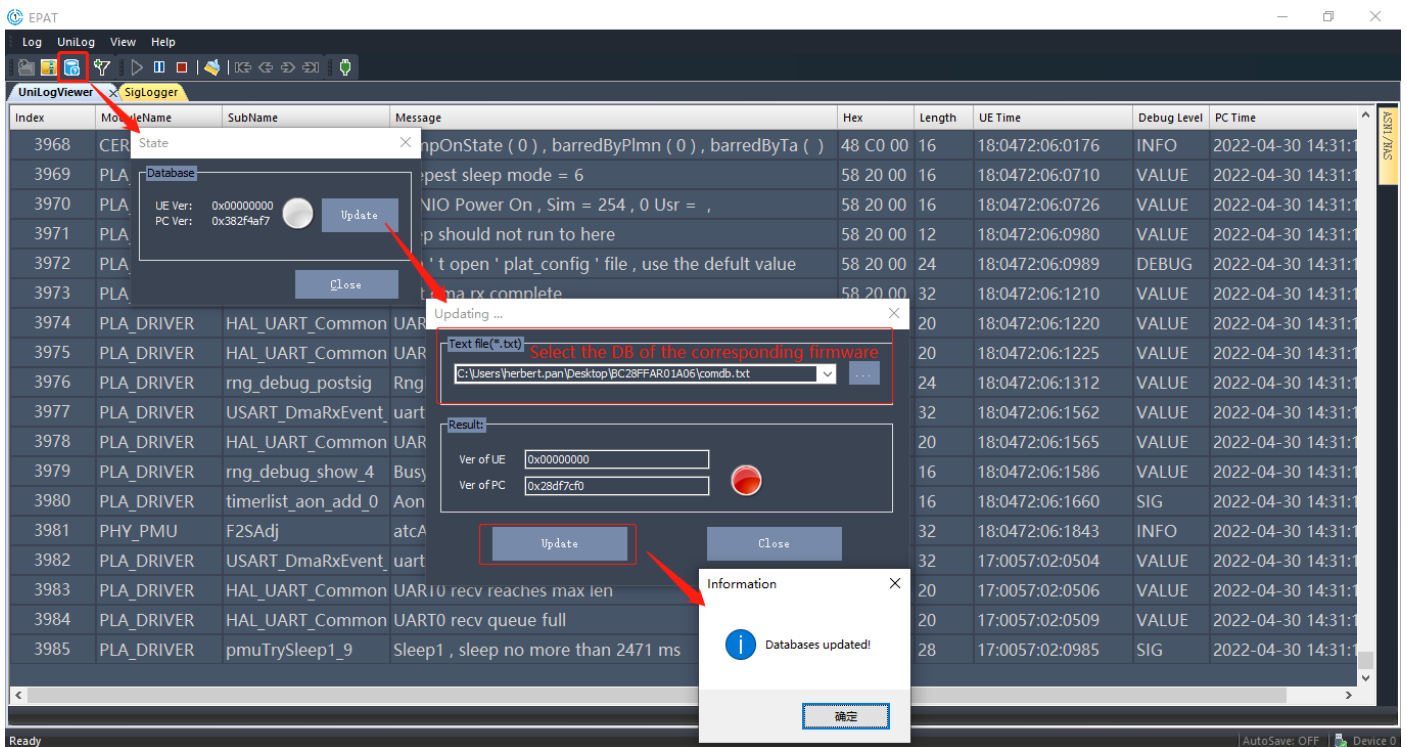 EPAT
Log UniLog View Help
UniLogViewer SigLogger
Index ModuleName SubName Message Hex Length UE Time Debug Level PC Time
ASN1/NAS
3968 CER mpOnState ( 0 ) , barredByPlmn ( 0 ) , barredByTa ( ) 48 C0 00 16 18:0472:06:0176 INFO 2022-04-30 14:31:1
3969 PLA epest sleep mode = 6 58 20 00 16 18:0472:06:0710 VALUE 2022-04-30 14:31:1
3970 PLA NIO Power On , Sim = 254 , 0 Usr = , 58 20 00 16 18:0472:06:0726 VALUE 2022-04-30 14:31:1
3971 PLA p should not run to here 58 20 00 12 18:0472:06:0980 VALUE 2022-04-30 14:31:1
3972 PLA ' t open ' plat_config ' file , use the defult value 58 20 00 24 18:0472:06:0989 DEBUG 2022-04-30 14:31:1
3973 PLA ma rx complete 58 20 00 32 18:0472:06:1210 VALUE 2022-04-30 14:31:1
3974 PLA_DRIVER HAL_UART_Common UAR 20 18:0472:06:1220 VALUE 2022-04-30 14:31:1
3975 PLA_DRIVER HAL_UART_Common UAR 20 18:0472:06:1225 VALUE 2022-04-30 14:31:1
3976 PLA_DRIVER rng_debug_postsig Rng 24 18:0472:06:1312 VALUE 2022-04-30 14:31:1
3977 PLA_DRIVER USART_DmaRxEvent_ uart 32 18:0472:06:1562 VALUE 2022-04-30 14:31:1
3978 PLA_DRIVER HAL_UART_Common UAR 20 18:0472:06:1565 VALUE 2022-04-30 14:31:1
3979 PLA_DRIVER rng_debug_show_4 Busy 16 18:0472:06:1586 VALUE 2022-04-30 14:31:1
3980 PLA_DRIVER timerlist_aon_add_0 Aon 16 18:0472:06:1660 SIG 2022-04-30 14:31:1
3981 PHY_PMU F2SAdj atcA 32 18:0472:06:1843 INFO 2022-04-30 14:31:1
3982 PLA_DRIVER USART_DmaRxEvent_ uart 32 17:0057:02:0504 VALUE 2022-04-30 14:31:1
3983 PLA_DRIVER HAL_UART_Common UART0 recv reaches max len 20 17:0057:02:0506 VALUE 2022-04-30 14:31:1
3984 PLA_DRIVER HAL_UART_Common UART0 recv queue full 20 17:0057:02:0509 VALUE 2022-04-30 14:31:1
3985 PLA_DRIVER pmuTrySleep1_9 Sleep1 , sleep no more than 2471 ms 28 17:0057:02:0985 SIG 2022-04-30 14:31:1
State
Database
UE Ver: 0x00000000
PC Ver: 0x382f4af7
Update
Close
Updating ...
Text file(*.txt)
Select the DB of the corresponding firmware
C:\Users\herbert.pan\Desktop\BC28FFAR01A06\comdb.txt
...
Result:
Ver of UE 0x00000000
Ver of PC 0x28df7cf0
Update Close
Information
Databases updated!
确定
Ready AutoSave: OFF Device 0